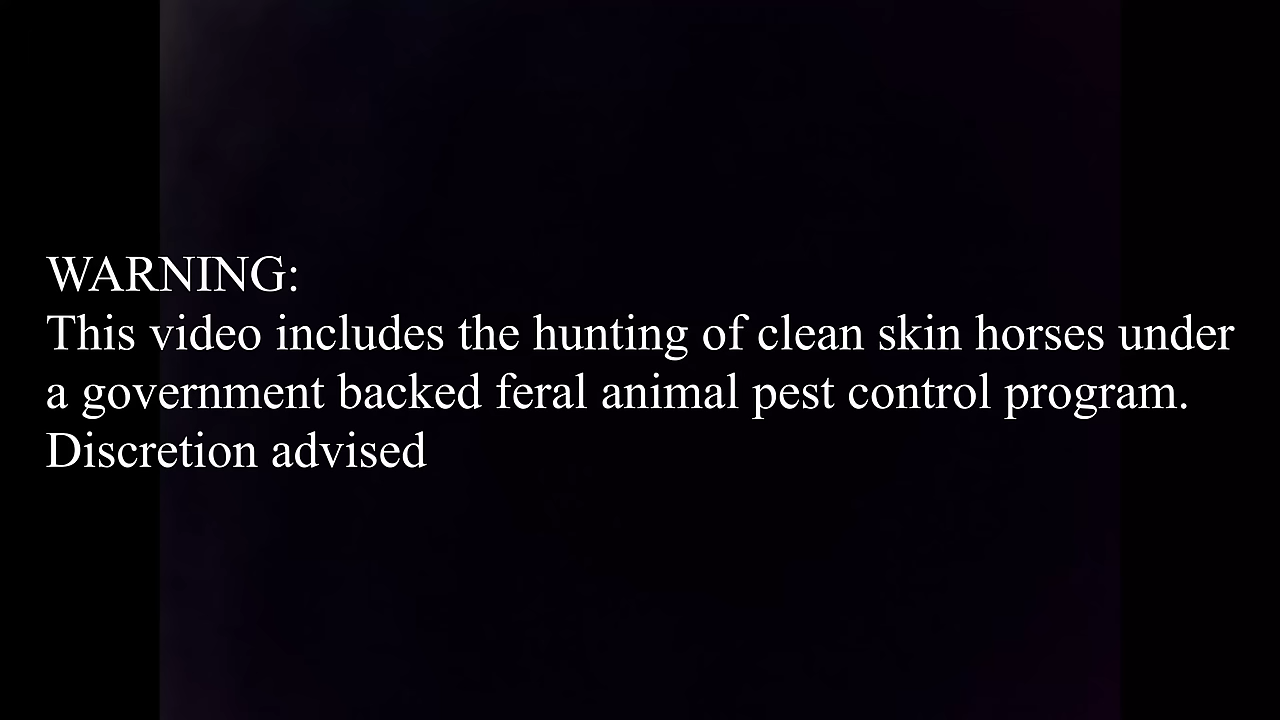 WARNING:
This video includes the hunting of clean skin horses under
a government backed feral animal pest control program.
Discretion advised